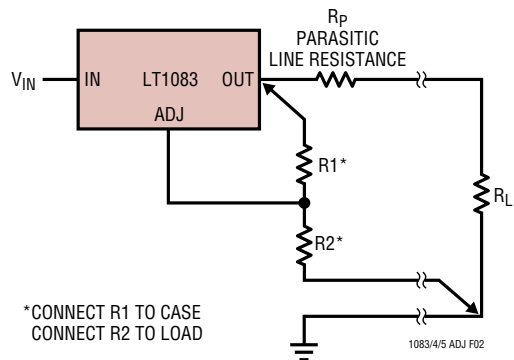 RP
PARASITIC
LINE RESISTANCE
VIN
IN
LT1083
OUT
ADJ
R1*
RL
R2*
*CONNECT R1 TO CASE
CONNECT R2 TO LOAD
1083/4/5 ADJ F02